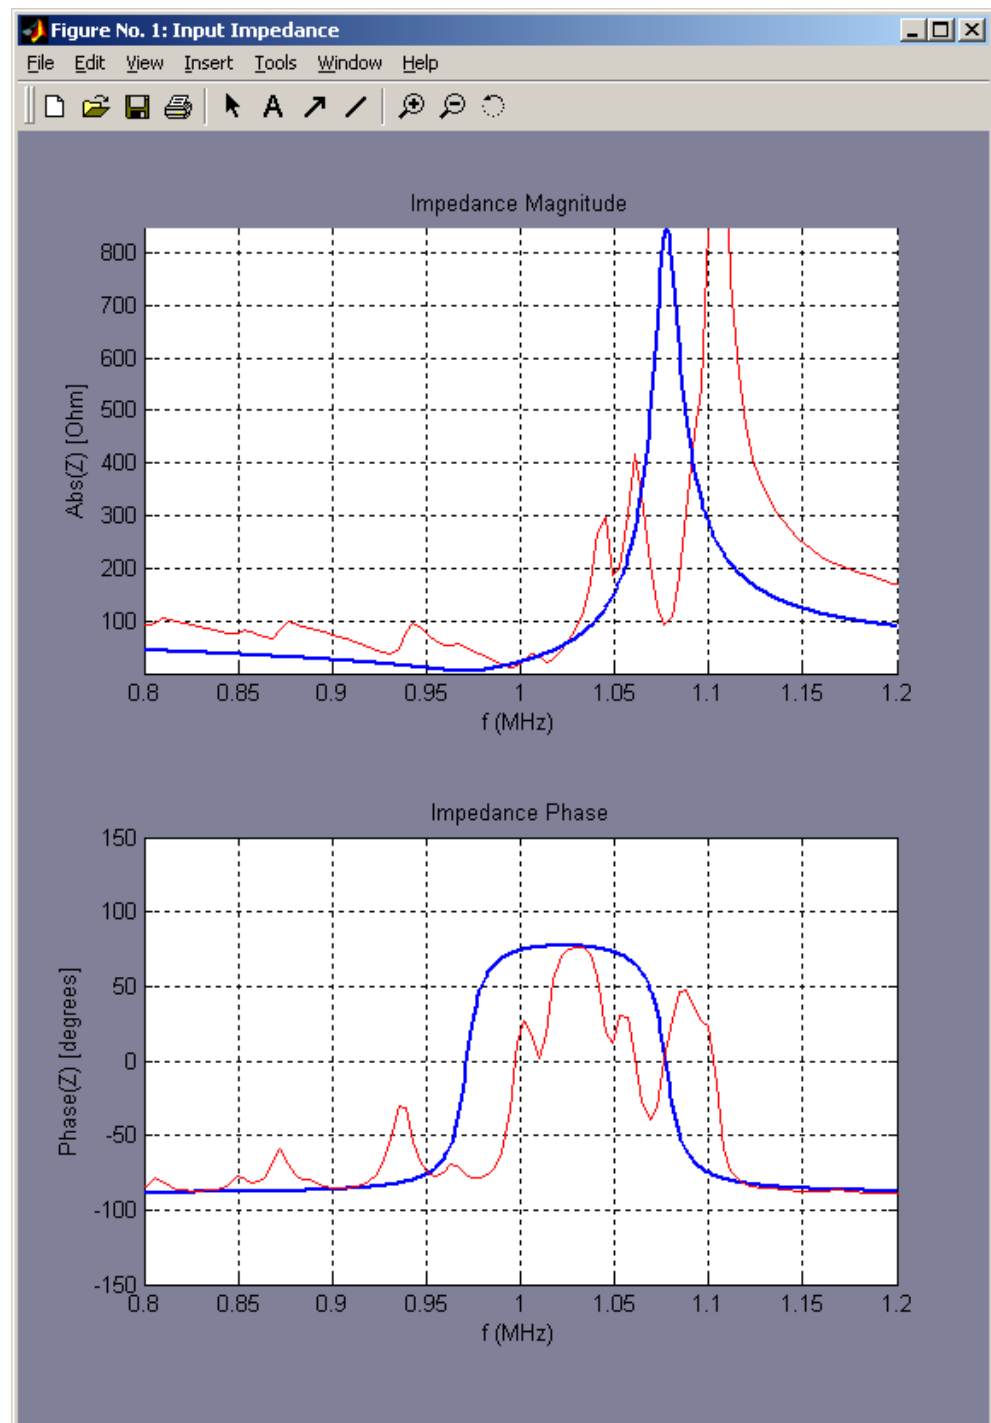 Figure No. 1: Input Impedance
File Edit View Insert Tools Window Help
A
Impedance Magnitude
800
700
600
500
400
300
200
100
Abs(Z) [Ohm]
0.8 0.85 0.9 0.95 1 1.05 1.1 1.15 1.2
f (MHz)
Impedance Phase
150
100
50
0
-50
-100
-150
Phase(Z) [degrees]
0.8 0.85 0.9 0.95 1 1.05 1.1 1.15 1.2
f (MHz)